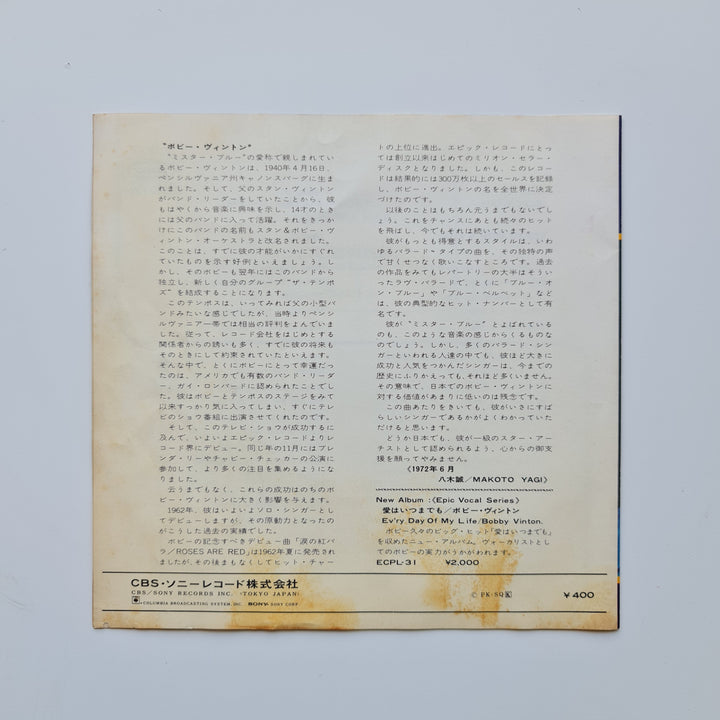 "ボビー・ヴィントン"
"ミスター・ブルー"の愛称で親しまれてい
るボビー・ヴィントンは、1940年4月16日、
ペンシルヴァニア州キャノンスバーグに生ま
れました。そして、父のスタン・ヴィントン
がバンド・リーダーをしていたことから、彼
もはやくから音楽に興味を示し、14才のとき
には父のバンドに入って活躍。それをきっか
けにこのバンドの名前もスタン＆ボビー・ヴ
ィントン・オーケストラと改名されました。
このことは、すでに彼の才能がいかにすぐれ
ていたものを示す好例といえましょう。しか
し、そのボビーも翌年にはこのバンドから
独立し、新しく自分のグループ"ザ・テンポ
ズ"を結成することになります。
このテンポスは、いってみれば父の小型バ
ンドみたいな感じでしたが、当時よりペンシ
ルヴァニア一帯では相当の評判をよんでいま
した。従って、レコード会社をはじめとする
関係者からの誘いも多く、すでに彼の将来も
そのときにして約束されていたといえます。
そんな中で、とくにボビーにとって幸運だっ
たのは、アメリカでも有数のバンド・リーダ
ー、ガイ・ロンバードに認められたことでし
た。彼はボビーとテンポスのステージをみて
以来すっかり気に入ってしまい、すぐにテレ
ビのショウ番組に出演させてくれたのです。
そして、このテレビ・ショウが成功するに
及んで、いよいよエピック・レコードよりレコ
ード界にデビュー。同じ年の11月にはブレ
ンダ・リーやチャビー・チェッカーの公演に
参加して、より多くの注目を集めるようにな
りました。
云うまでもなく、これらの成功はのちのボ
ビー・ヴィントンに大きく影響を与えます。
1962年、彼はいよいよソロ・シンガーとし
てデビューしますが、その原動力となったの
がこうした過去の実績でした。
ボビーの記念すべきデビュー曲「涙の紅バ
ラ/ROSES ARE RED」は1962年夏に発売され
ましたが、その後まもなくしてヒット・チャー
トの上位に進出。エピック・レコードにとっ
ては創立以来はじめてのミリオン・セラー・
ディスクとなりました。しかも、このレコー
ドは結果的には300万枚以上のセールスを記録
し、ボビー・ヴィントンの名を全世界に決定
づけたのです。
以後のことはもちろん云うまでもないでし
ょう。これをチャンスにあとも続々のヒット
を飛ばし、今でもそれは続いています。
彼がもっとも得意とするスタイルは、いわ
ゆるバラード・タイプの曲を、その独特の声
で甘くせつなく歌いこなすところです。過去
の作品をみてもレパートリーの大半はそうい
ったラヴ・バラードで、とくに「ブルー・オ
ン・ブルー」や「ブルー・ベルベット」など
は、彼の典型的なヒット・ナンバーとして有
名です。
彼が"ミスター・ブルー"とよばれている
のも、このような音楽の感じからくるものな
のでしょう。しかし、多くのバラード・シン
ガーといわれる人達の中でも、彼ほど大きに
成功と人気をつかんだシンガーは、今までの
歴史にふりかえっても、それほど多いません。
その意味で、日本でのボビー・ヴィントンに
対する価値があまりに低いのは残念です。
この曲あたりをきいても、彼がいさにすば
らしいシンガーであるかがよくわかっていた
だけると思います。
どうか日本でも、彼が一級のスター・アー
チストとして認められるよう、心からの御支
援を願ってやみません。
《1972年6月
八木誠/MAKOTO YAGI》
New Album :《Epic Vocal Series》
愛はいつまでも/ボビー・ヴィントン
Ev'ry Day Of My Life/Bobby Vinton.
ボビー久々のビッグ・ヒット「愛はいつまでも」
を収めたニュー・アルバム。ヴォーカリストとし
てのボビーの実力がうかがわれます。
ECPL-31 ¥2,000
CBS・ソニーレコード株式会社
CBS/SONY RECORDS INC. (TOKYO JAPAN)
COLUMBIA BROADCASTING SYSTEM, INC. SONY SONY CORP.
Ⓒ PK・SQ K ¥400